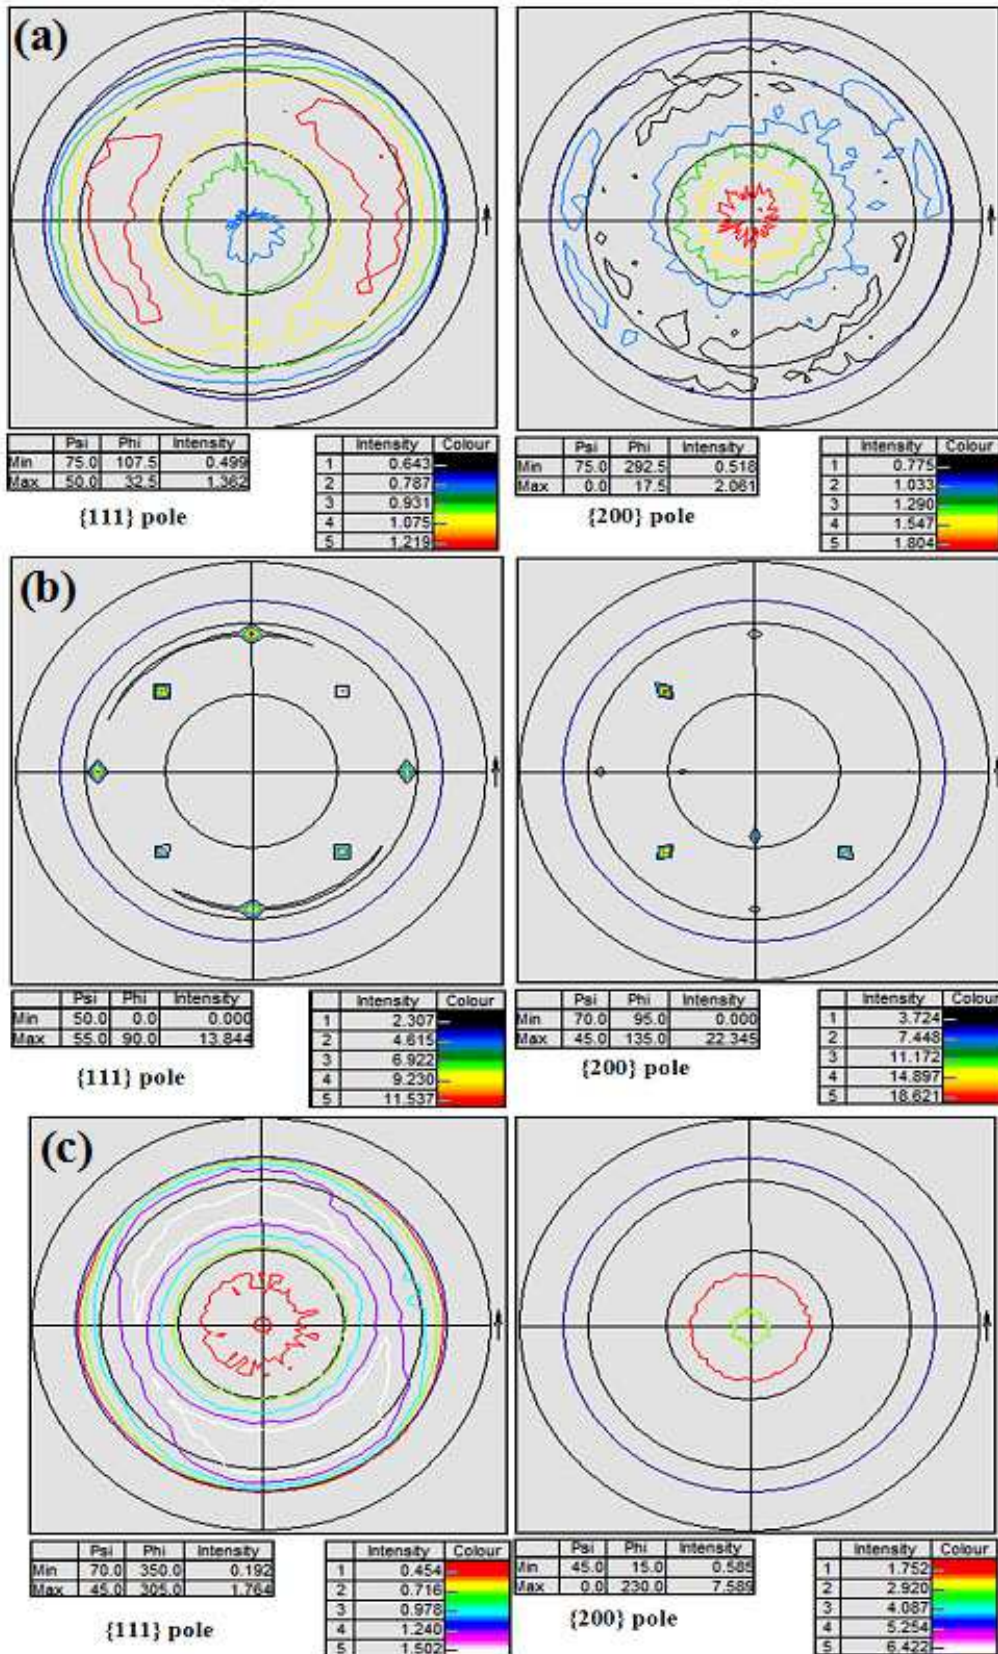 (a)
Psi Phi Intensity
Min 75.0 107.5 0.499
Max 50.0 32.5 1.362
{111} pole
Intensity Colour
1 0.643
2 0.787
3 0.931
4 1.075
5 1.219
Psi Phi Intensity
Min 75.0 292.5 0.518
Max 0.0 17.5 2.061
{200} pole
Intensity Colour
1 0.775
2 1.033
3 1.290
4 1.547
5 1.804
(b)
Psi Phi Intensity
Min 50.0 0.0 0.000
Max 55.0 90.0 13.844
{111} pole
Intensity Colour
1 2.307
2 4.615
3 6.922
4 9.230
5 11.537
Psi Phi Intensity
Min 70.0 95.0 0.000
Max 45.0 135.0 22.345
{200} pole
Intensity Colour
1 3.724
2 7.448
3 11.172
4 14.897
5 18.621
(c)
Psi Phi Intensity
Min 70.0 350.0 0.192
Max 45.0 305.0 1.764
{111} pole
Intensity Colour
1 0.454
2 0.716
3 0.978
4 1.240
5 1.502
Psi Phi Intensity
Min 45.0 15.0 0.585
Max 0.0 230.0 7.589
{200} pole
Intensity Colour
1 1.752
2 2.920
3 4.087
4 5.254
5 6.422